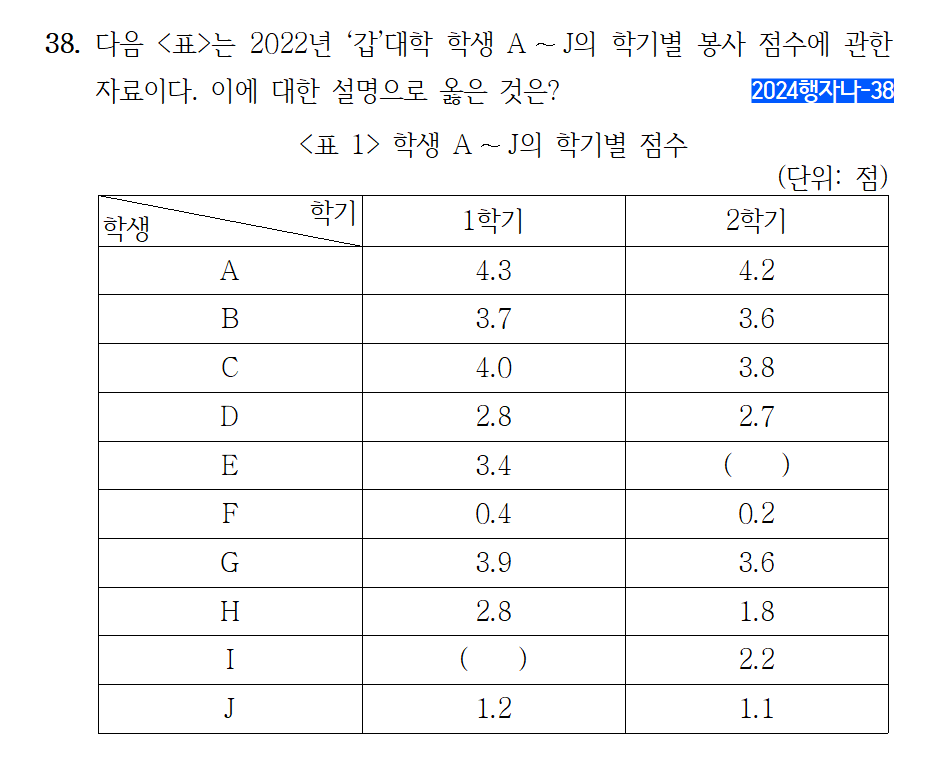 38. 다음 <표>는 2022년 ‘갑’대학 학생 A ~ J의 학기별 봉사 점수에 관한
자료이다. 이에 대한 설명으로 옳은 것은?
2024행자나-38
<표 1> 학생 A ~ J의 학기별 점수
(단위: 점)
학생 학기 1학기 2학기
A 4.3 4.2
B 3.7 3.6
C 4.0 3.8
D 2.8 2.7
E 3.4 ( )
F 0.4 0.2
G 3.9 3.6
H 2.8 1.8
I ( ) 2.2
J 1.2 1.1